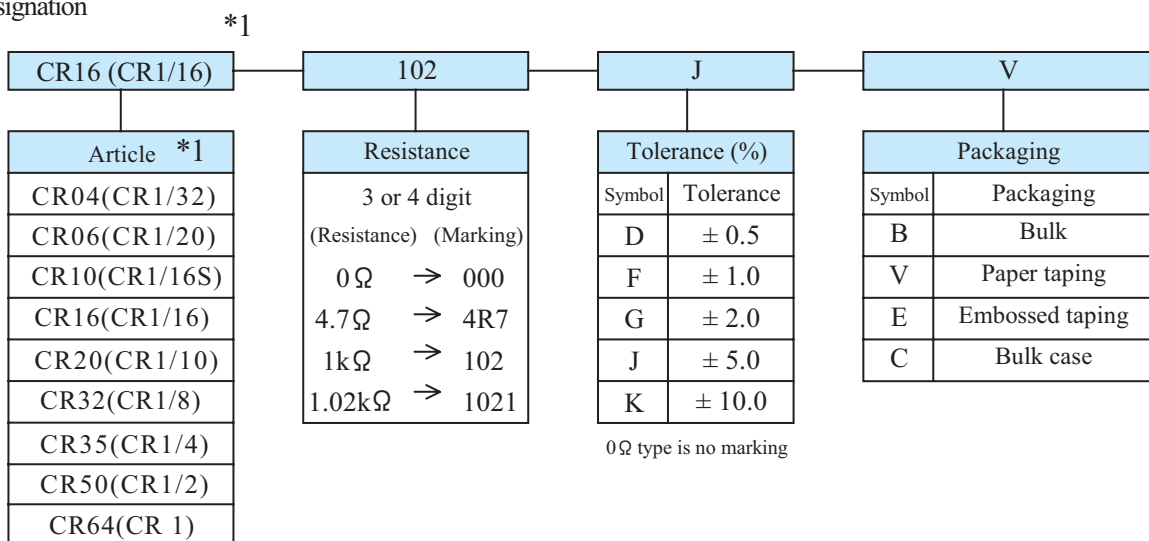 signation
*1
CR16 (CR1/16) 102 J V
Article *1
CR04(CR1/32)
CR06(CR1/20)
CR10(CR1/16S)
CR16(CR1/16)
CR20(CR1/10)
CR32(CR1/8)
CR35(CR1/4)
CR50(CR1/2)
CR64(CR 1)
Resistance
3 or 4 digit
(Resistance) (Marking)
0Ω → 000
4.7Ω → 4R7
1kΩ → 102
1.02kΩ → 1021
Tolerance (%)
Symbol Tolerance
D ± 0.5
F ± 1.0
G ± 2.0
J ± 5.0
K ± 10.0
0Ω type is no marking
Packaging
Symbol Packaging
B Bulk
V Paper taping
E Embossed taping
C Bulk case